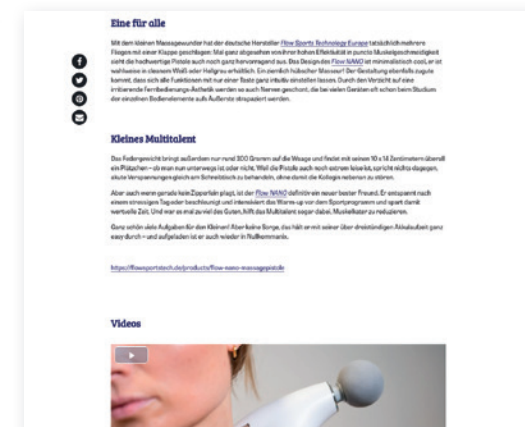 Eine für alle
Mit dem kleinen Massagewunder hat der deutsche Hersteller Flow Sports Technology Europe tatsächlich mehrere
Fliegen mit einer Klappe geschlagen: Mal ganz abgesehen von ihrer hohen Effektivität in puncto Muskelgeschmeidigkeit
sieht die hochwertige Pistole auch noch ganz hervorragend aus. Das Design des Flow NANO ist minimalistisch cool, er ist
wahlweise in cleanem Weiß oder Hellgrau erhältlich. Ein ziemlich hübscher Masseur! Der Gestaltung ebenfalls zugute
kommt, dass sich alle Funktionen mit nur einer Taste ganz intuitiv einstellen lassen. Durch den Verzicht auf eine
irritierende Fernbedienungs-Ästhetik werden so auch Nerven geschont, die bei vielen Geräten oft schon beim Studium
der einzelnen Bedienelemente aufs Äußerste strapaziert werden.
Kleines Multitalent
Das Federgewicht bringt außerdem nur rund 300 Gramm auf die Waage und findet mit seinen 10 x 14 Zentimetern überall
ein Plätzchen – ob man nun unterwegs ist oder nicht. Weil die Pistole auch noch extrem leise ist, spricht nichts dagegen,
akute Verspannungen gleich am Schreibtisch zu behandeln, ohne damit die Kollegin nebenan zu stören.
Aber auch wenn gerade kein Zipperlein plagt, ist der Flow NANO definitiv ein neuer bester Freund. Er entspannt nach
einem stressigen Tag oder beschleunigt und intensiviert das Warm-up vor dem Sportprogramm und spart damit
wertvolle Zeit. Und war es mal zu viel des Guten, hilft das Multitalent sogar dabei, Muskelkater zu reduzieren.
Ganz schön viele Aufgaben für den Kleinen! Aber keine Sorge, das hält er mit seiner über dreistündigen Akkulaufzeit ganz
easy durch – und aufgeladen ist er auch wieder in Nullkommanix.
https://flowsportstech.de/products/flow-nano-massagepistole
Videos